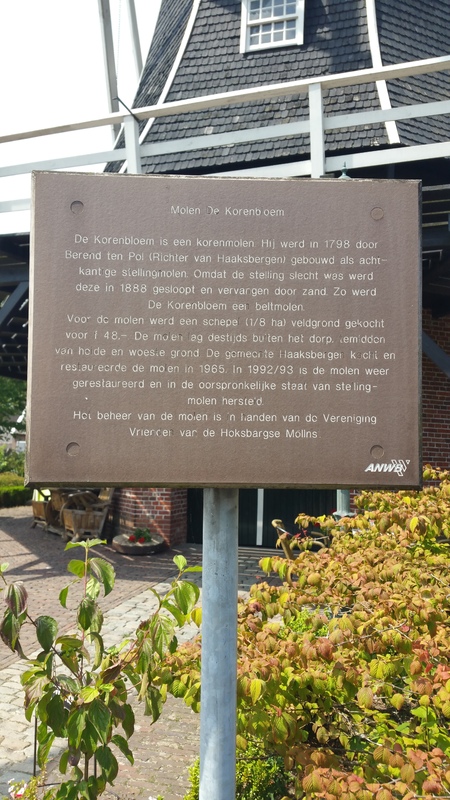 Molen De Korenbloem
De Korenbloem is een korenmolen. Hij werd in 1798 door
Berend ten Pol (Richter van Haaksbergen) gebouwd als acht-
kantige stellingmolen. Omdat de stelling slecht was werd
deze in 1888 gesloopt en vervangen door zand. Zo werd
De Korenbloem een beltmolen.
Voor de molen werd een schepel (1/8 ha) veldgrond gekocht
voor f 48.-. De molen lag destijds buiten het dorp, temidden
van heide en woeste grond. De gemeente Haaksbergen kocht en
restaureerde de molen in 1965. In 1992/93 is de molen weer
gerestaureerd en in de oorspronkelijke staat van stelling-
molen hersteld.
Het beheer van de molen is in handen van de Vereniging
Vrienden van de Hoksbargse Mölns
ANWB